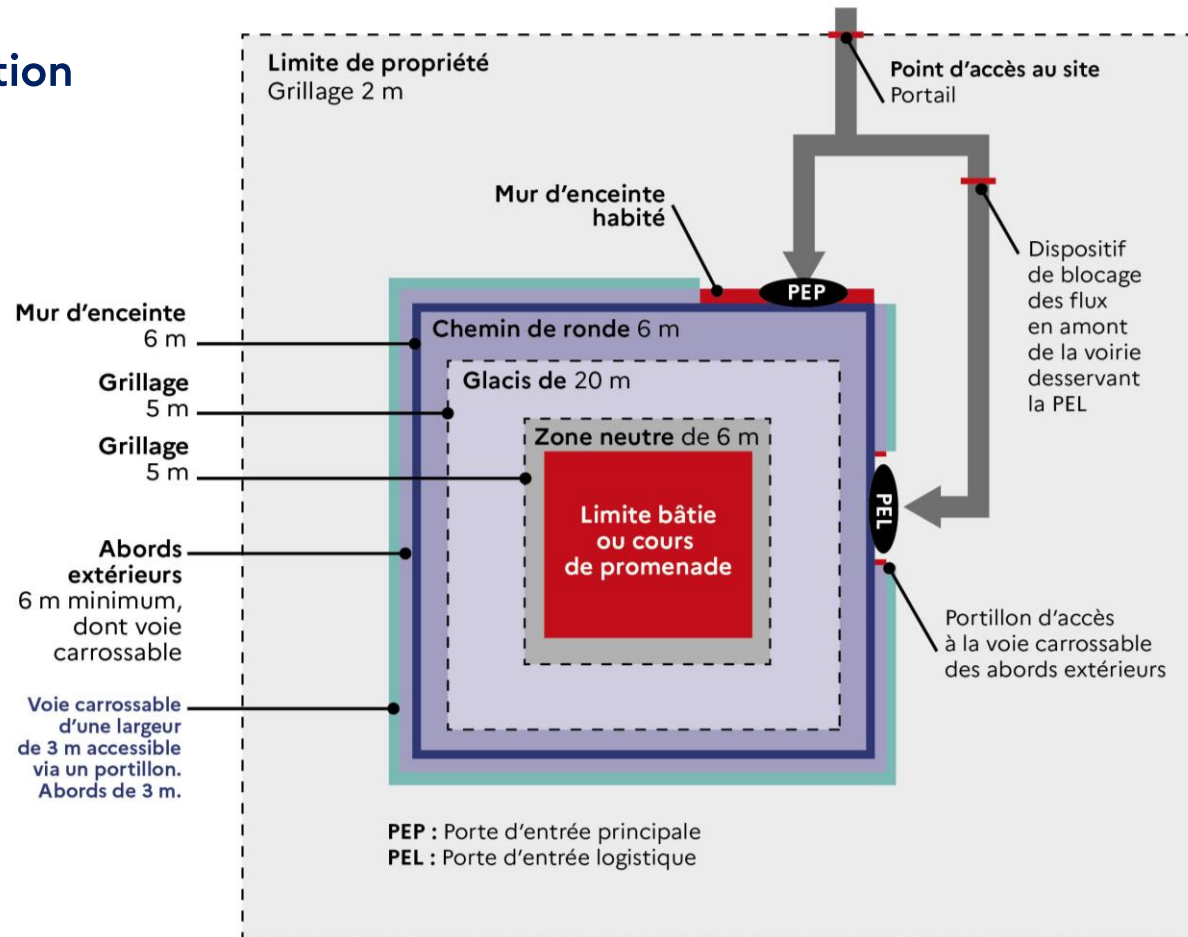 tion
Limite de propriété
Grillage 2 m
Point d'accès au site
Portail
Mur d'enceinte
habité
Dispositif
de blocage
des flux
en amont
de la voirie
desservant
la PEL
PEP
Mur d'enceinte
6 m
Chemin de ronde 6 m
Grillage
5 m
Glacis de 20 m
Grillage
5 m
Zone neutre de 6 m
Limite bâtie
ou cours
de promenade
PEL
Abords
extérieurs
6 m minimum,
dont voie
carrossable
Portillon d'accès
à la voie carrossable
des abords extérieurs
Voie carrossable
d'une largeur
de 3 m accessible
via un portillon.
Abords de 3 m.
PEP : Porte d'entrée principale
PEL : Porte d'entrée logistique